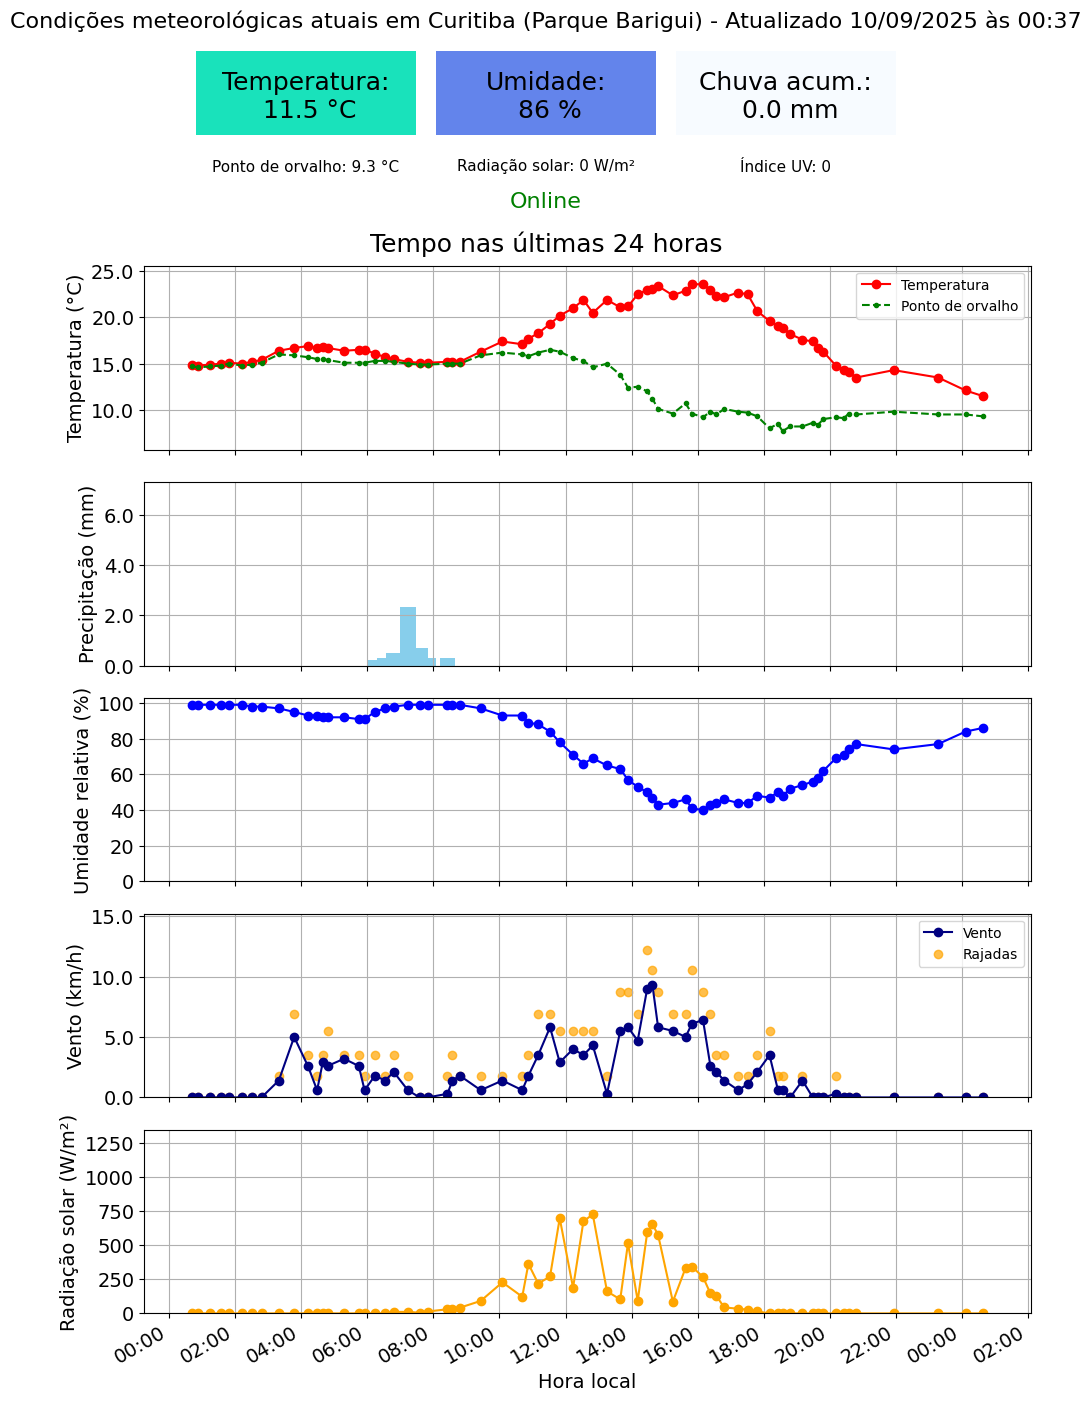 Condições meteorológicas atuais em Curitiba (Parque Barigui) - Atualizado 10/09/2025 às 00:37
Temperatura:
11.5 °C
Umidade:
86 %
Chuva acum.:
0.0 mm
Ponto de orvalho: 9.3 °C
Radiação solar: 0 W/m²
Índice UV: 0
Online
Tempo nas últimas 24 horas
Temperatura (°C)
25.0
20.0
15.0
10.0
Temperatura
Ponto de orvalho
Precipitação (mm)
6.0
4.0
2.0
0.0
Umidade relativa (%)
100
80
60
40
20
0
Vento (km/h)
15.0
10.0
5.0
0.0
Vento
Rajadas
Radiação solar (W/m²)
1250
1000
750
500
250
0
00:00
02:00
04:00
06:00
08:00
10:00
12:00
14:00
16:00
18:00
20:00
22:00
00:00
02:00
Hora local